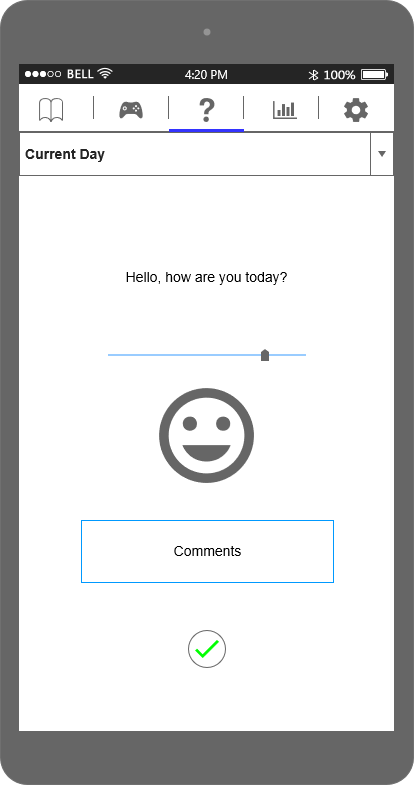 BELL 4:20 PM 100%
?
Current Day
Hello, how are you today?
Comments